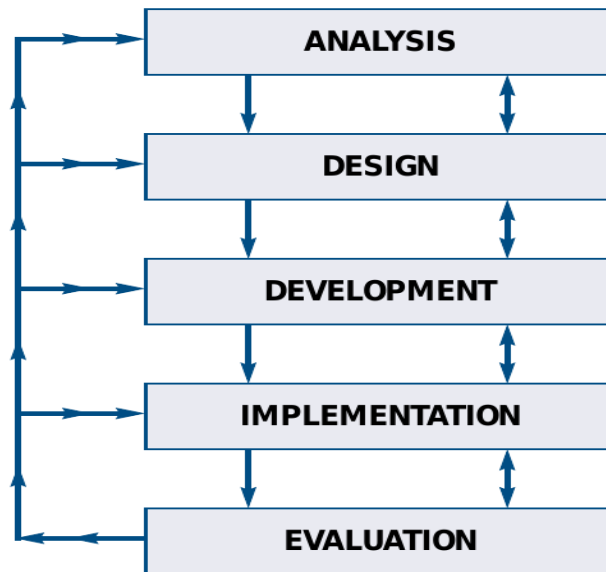 ANALYSIS
DESIGN
DEVELOPMENT
IMPLEMENTATION
EVALUATION